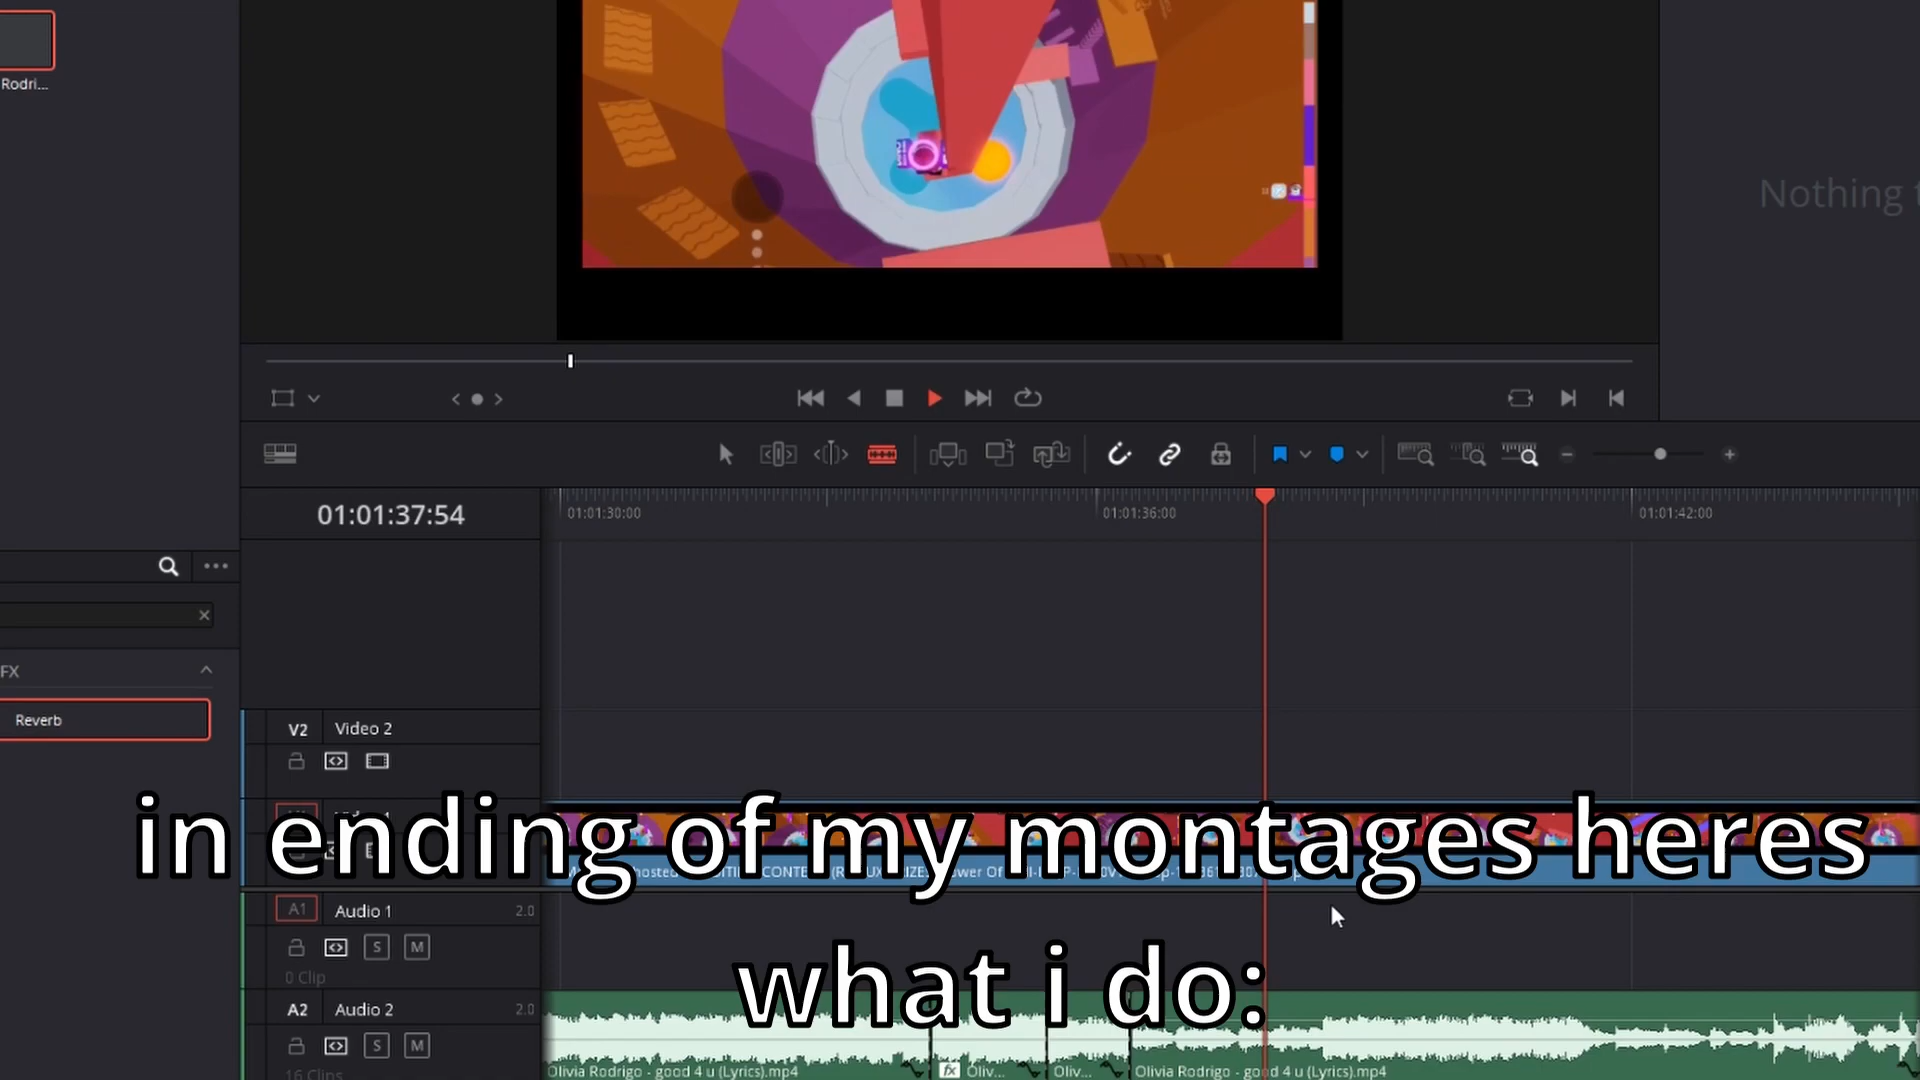 Rodri...
Nothing
01:01:37:54
01:01:30:00
01:01:36:00
01:01:42:00
FX
Reverb
V2 Video 2
in ending of my montages heres
what i do:
A1 Audio 1 2.0
S M
0 Clip
A2 Audio 2 2.0
S M
16 Clips
Olivia Rodrigo - good 4 u (Lyrics).mp4
fx Oliv...
Oliv...
Olivia Rodrigo - good 4 u (Lyrics).mp4